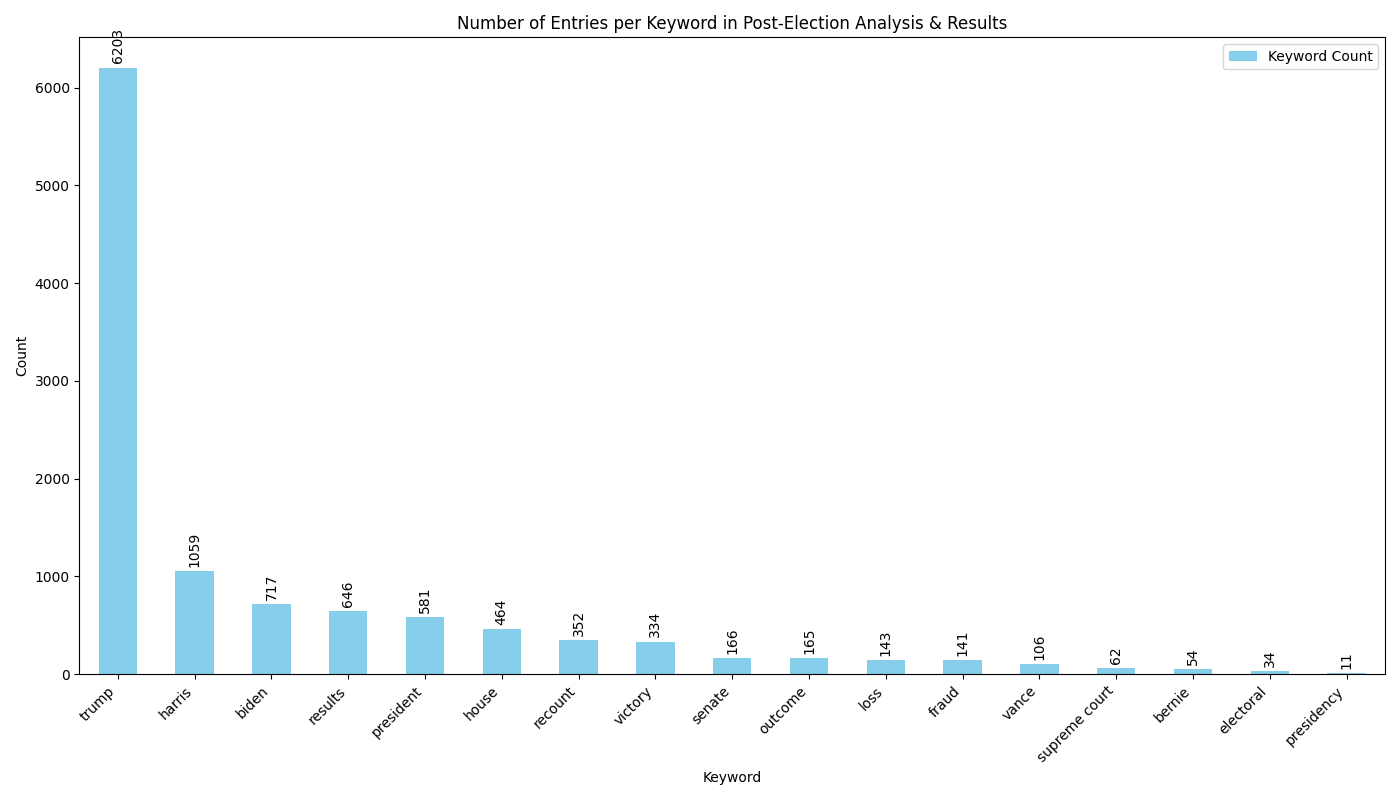 Number of Entries per Keyword in Post-Election Analysis & Results
Keyword Count
Count
6000
5000
4000
3000
2000
1000
0
6203
1059
717
646
581
464
352
334
166
165
143
141
106
62
54
34
11
trump
harris
biden
results
president
house
recount
victory
senate
outcome
loss
fraud
vance
supreme court
bernie
electoral
presidency
Keyword